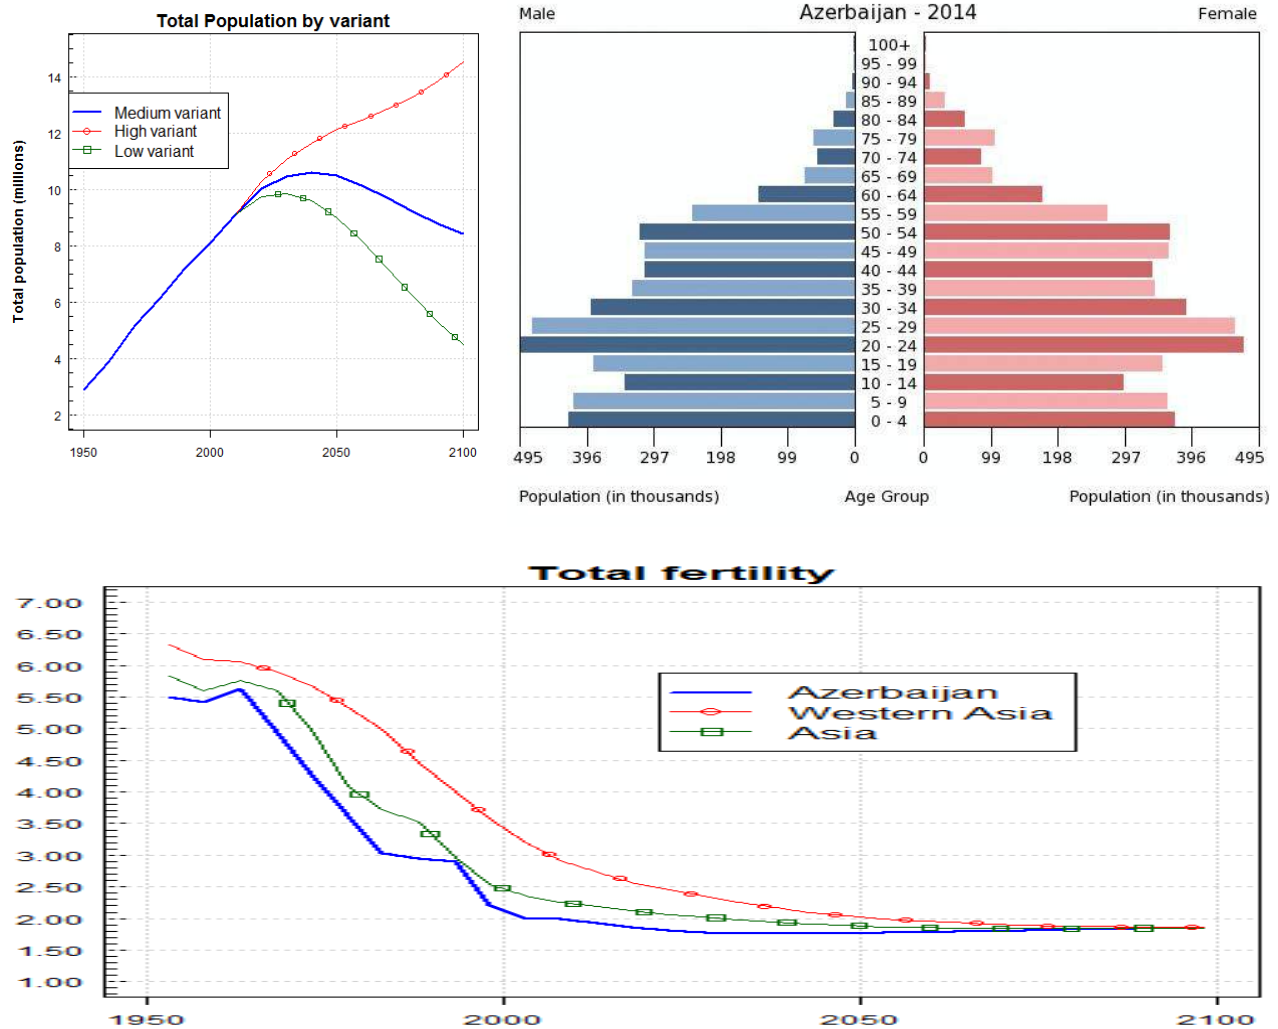 Total Population by variant
Total population (millions)
14
12
10
8
6
4
2
Medium variant
High variant
Low variant
1950
2000
2050
2100
Male
Azerbaijan - 2014
Female
100+
95 - 99
90 - 94
85 - 89
80 - 84
75 - 79
70 - 74
65 - 69
60 - 64
55 - 59
50 - 54
45 - 49
40 - 44
35 - 39
30 - 34
25 - 29
20 - 24
15 - 19
10 - 14
5 - 9
0 - 4
495 396 297 198 99 0
0 99 198 297 396 495
Population (in thousands)
Age Group
Population (in thousands)
Total fertility
7.00
6.50
6.00
5.50
5.00
4.50
4.00
3.50
3.00
2.50
2.00
1.50
1.00
Azerbaijan
Western Asia
Asia
1950
2000
2050
2100